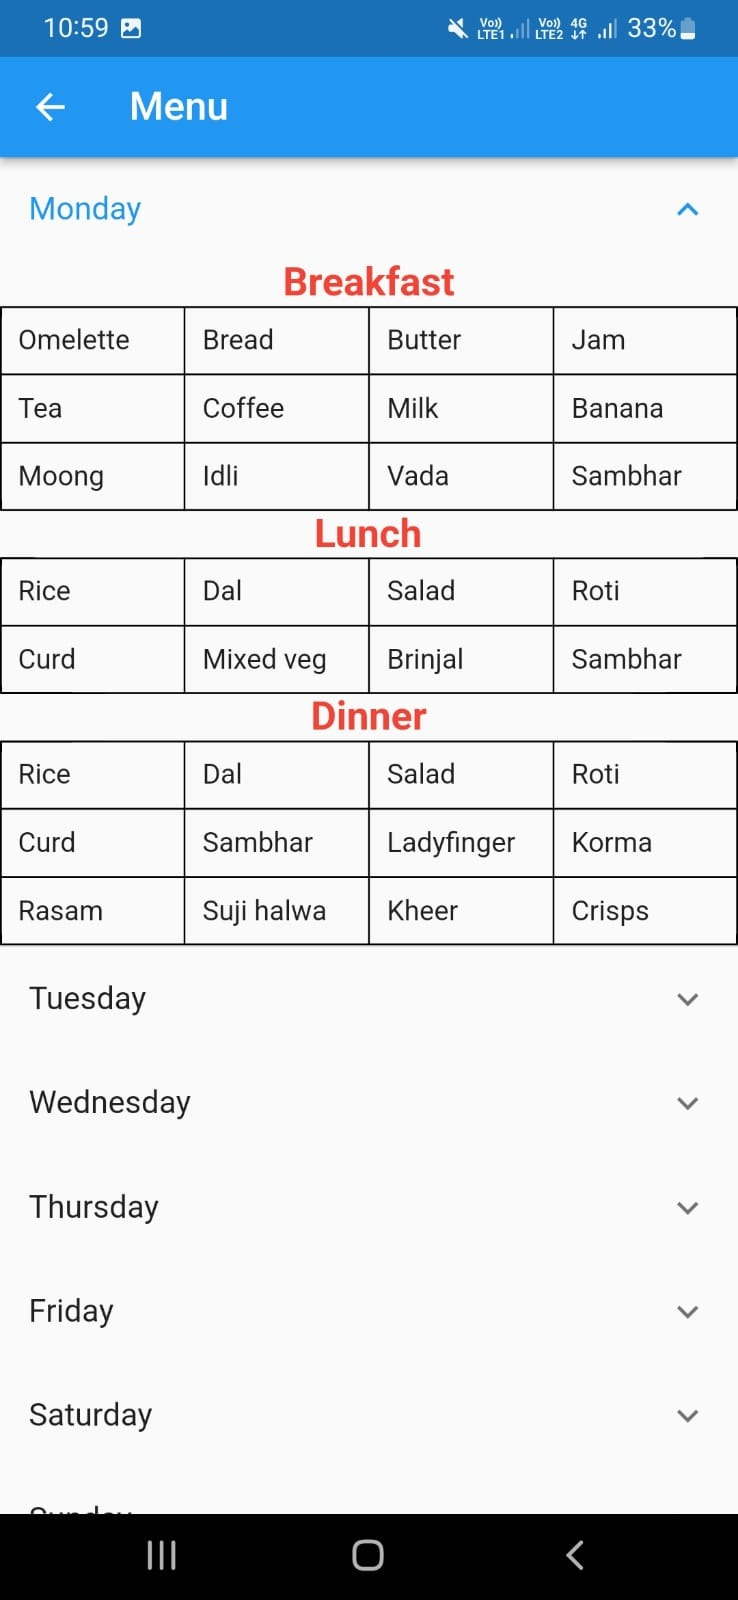 10:59 Vo)) LTE1 Vo)) LTE2 4G 33%
Menu
Monday
Breakfast
Omelette Bread Butter Jam
Tea Coffee Milk Banana
Moong Idli Vada Sambhar
Lunch
Rice Dal Salad Roti
Curd Mixed veg Brinjal Sambhar
Dinner
Rice Dal Salad Roti
Curd Sambhar Ladyfinger Korma
Rasam Suji halwa Kheer Crisps
Tuesday
Wednesday
Thursday
Friday
Saturday
Sunday